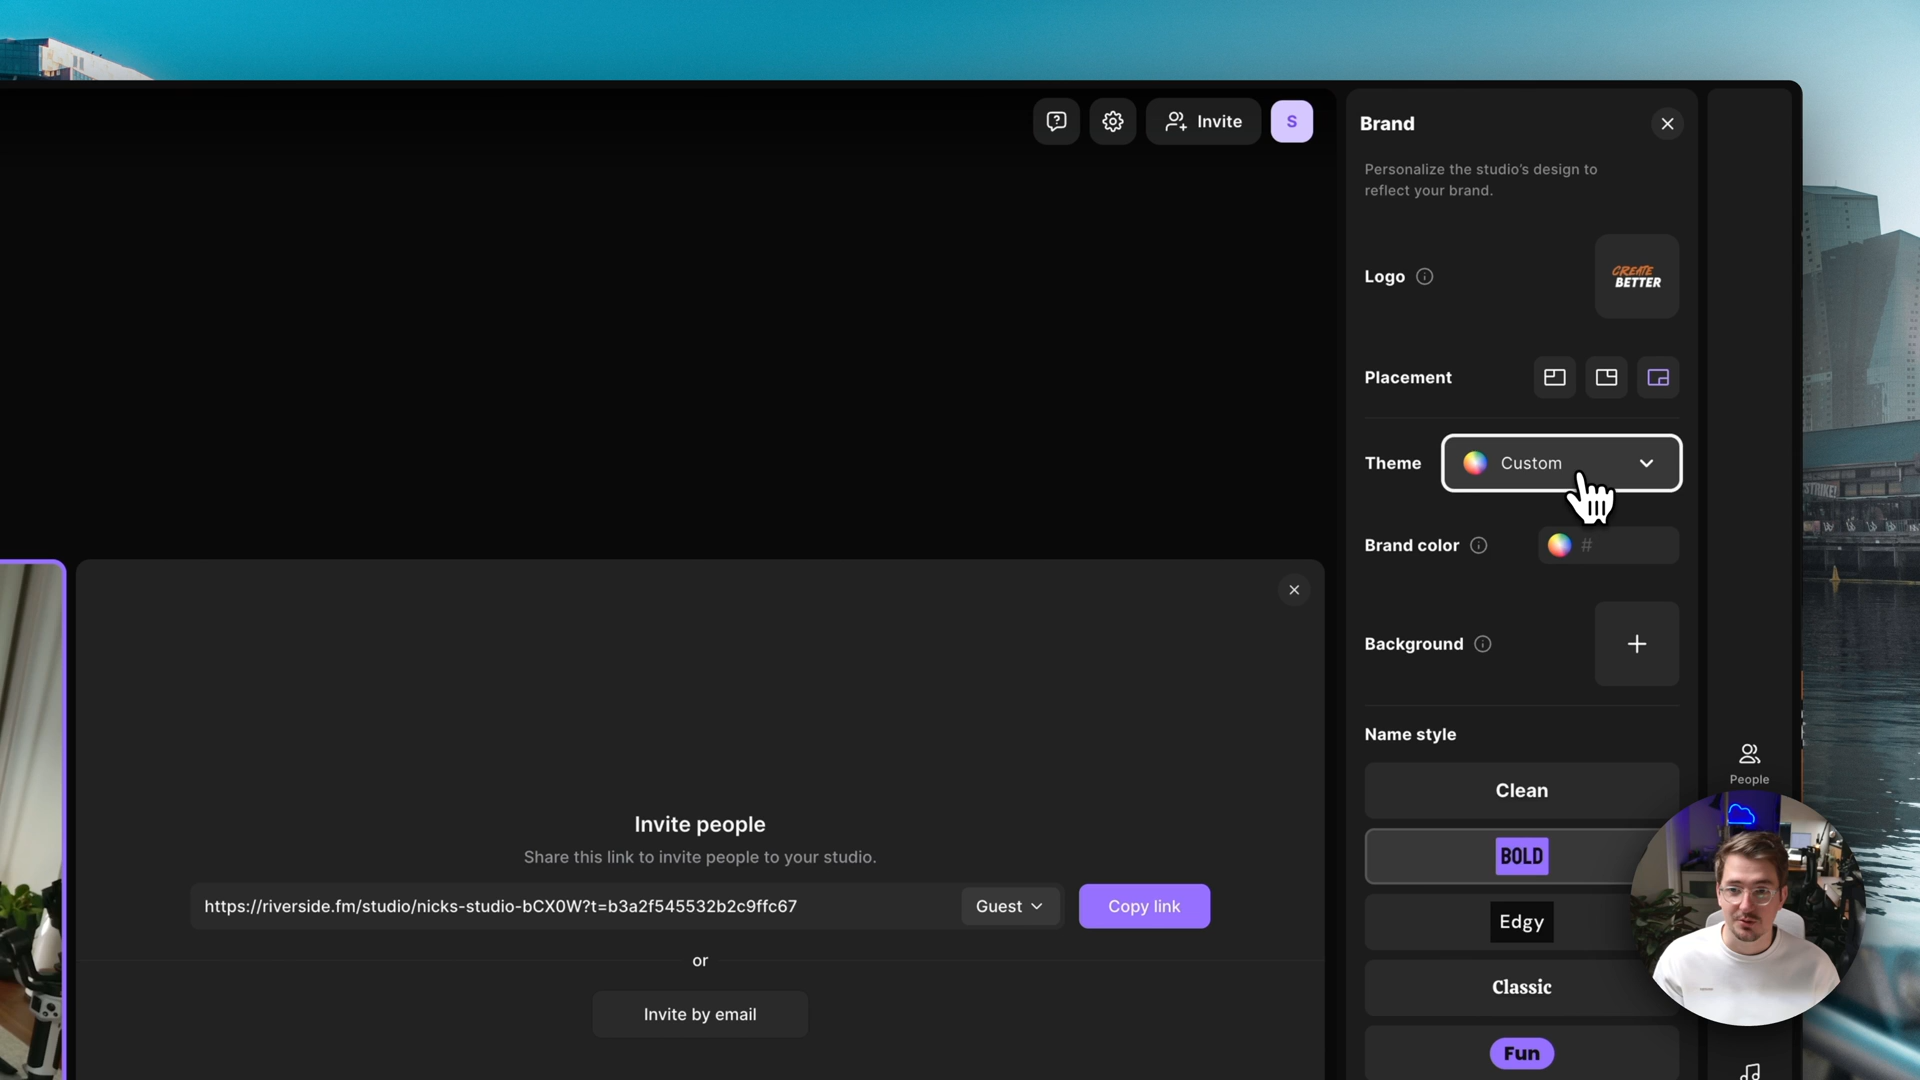 Invite
S
Brand
Personalize the studio's design to
reflect your brand.
Logo
CREATE
BETTER
Placement
Theme
Custom
STRIKE!
Brand color
#
Background
Name style
Clean
BOLD
Edgy
Classic
Fun
People
Invite people
Share this link to invite people to your studio.
https://riverside.fm/studio/nicks-studio-bCX0W?t=b3a2f545532b2c9ffc67
Guest
Copy link
or
Invite by email